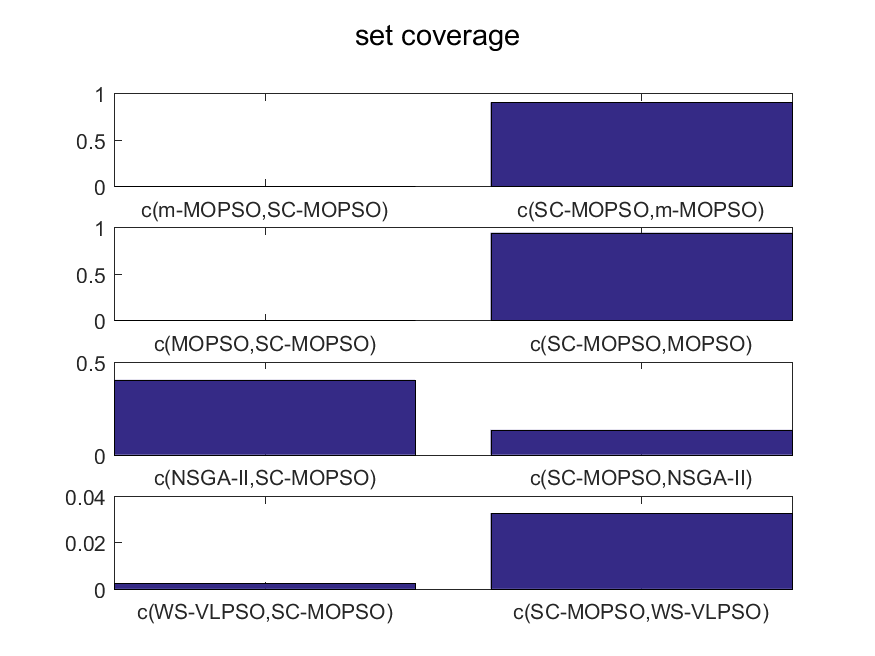 set coverage
1
0.5
0
c(m-MOPSO,SC-MOPSO) c(SC-MOPSO,m-MOPSO)
1
0.5
0
c(MOPSO,SC-MOPSO) c(SC-MOPSO,MOPSO)
0.5
0
c(NSGA-II,SC-MOPSO) c(SC-MOPSO,NSGA-II)
0.04
0.02
0
c(WS-VLPSO,SC-MOPSO) c(SC-MOPSO,WS-VLPSO)